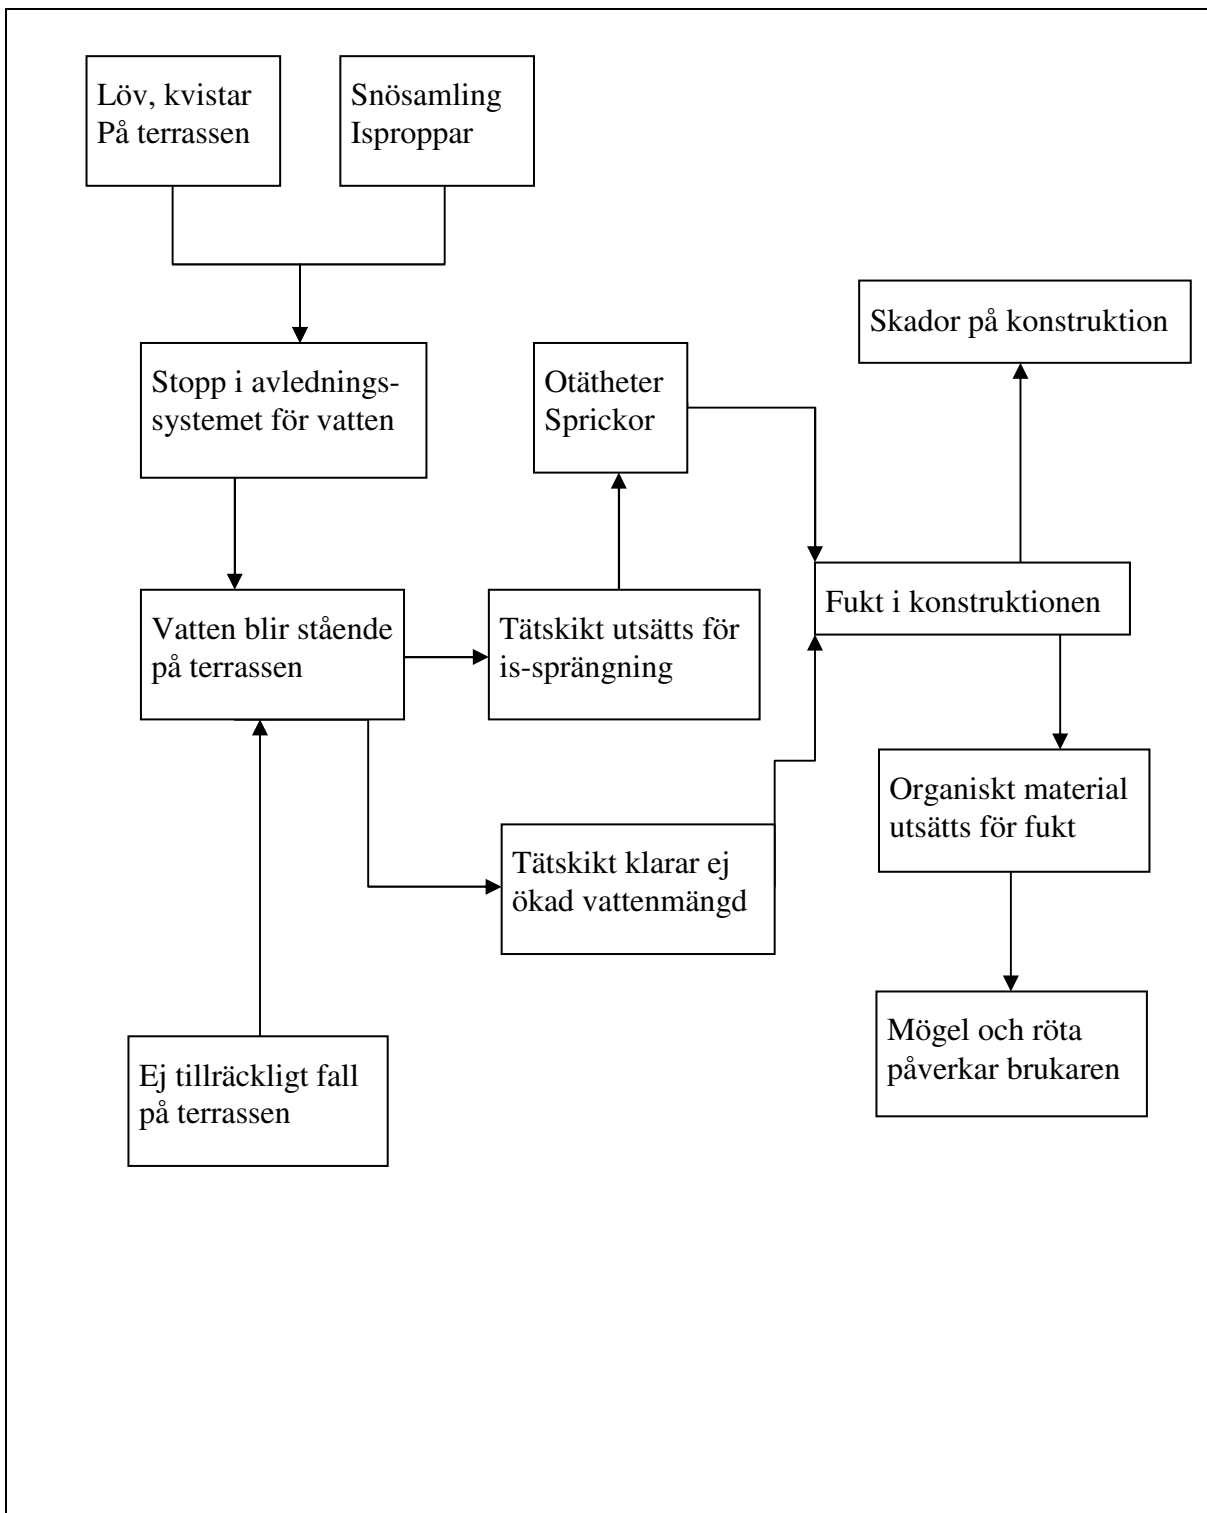 Löv, kvistar
På terrassen
Snösamling
Isproppar
Skador på konstruktion
Stopp i avlednings-
systemet för vatten
Otätheter
Sprickor
Fukt i konstruktionen
Vatten blir stående
på terrassen
Tätskikt utsätts för
is-sprängning
Organiskt material
utsätts för fukt
Tätskikt klarar ej
ökad vattenmängd
Mögel och röta
påverkar brukaren
Ej tillräckligt fall
på terrassen